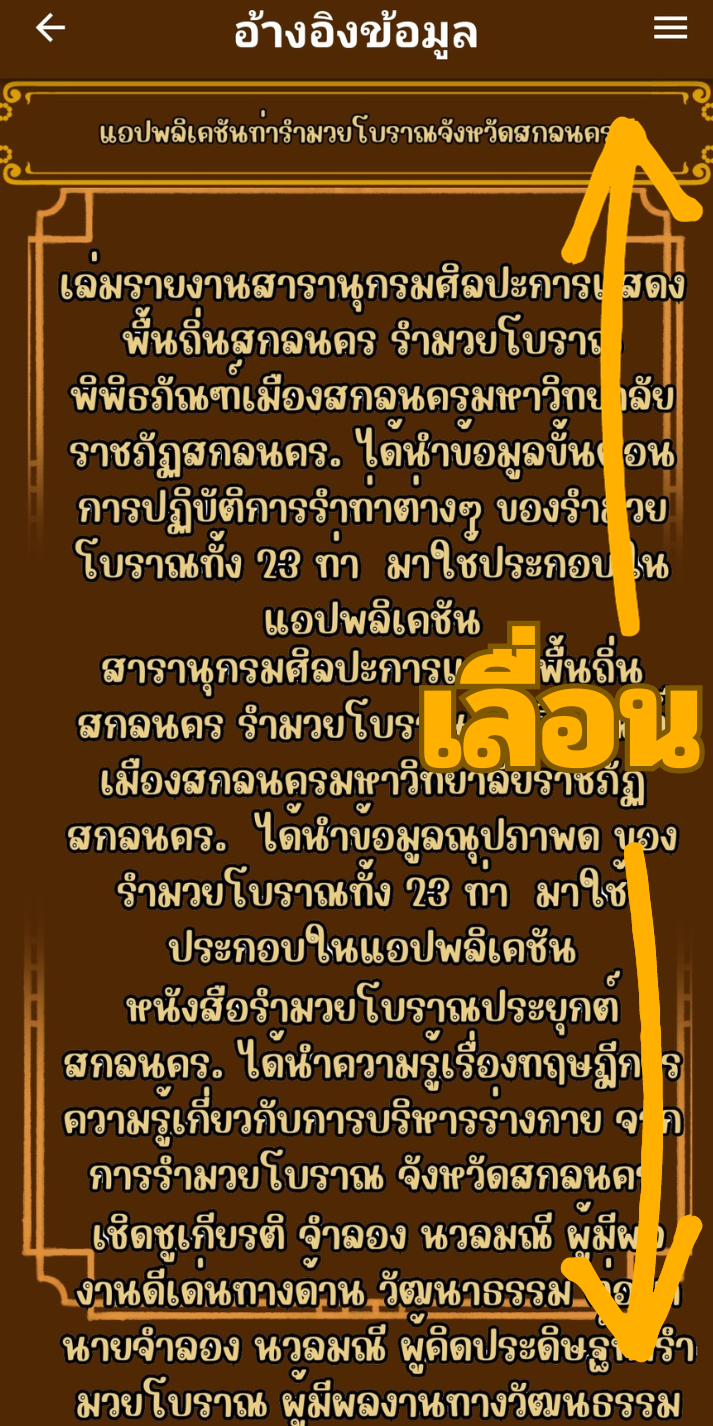 อ้างอิงข้อมูล
แอปพลิเคชันท่ารำมวยโบราณจังหวัดสกลนคร
เล่มรายงานสารานุกรมศิลปะการแสดง
พื้นถิ่นสกลนคร รำมวยโบราณ
พิพิธภัณฑ์เมืองสกลนครมหาวิทยาลัย
ราชภัฏสกลนคร. ได้นำข้อมูลขั้นตอน
การปฏิบัติการรำท่าต่างๆ ของรำมวย
โบราณทั้ง 23 ท่า มาใช้ประกอบใน
แอปพลิเคชัน
สารานุกรมศิลปะการแสดงพื้นถิ่น
สกลนคร รำมวยโบราณ
เลื่อน
เมืองสกลนครมหาวิทยาลัยราชภัฏ
สกลนคร. ได้นำข้อมูลณุปภาพด ของ
รำมวยโบราณทั้ง 23 ท่า มาใช้
ประกอบในแอปพลิเคชัน
หนังสือรำมวยโบราณประยุกต์
สกลนคร. ได้นำความรู้เรื่องทฤษฎีการ
ความรู้เกี่ยวกับการบริหารร่างกาย จาก
การรำมวยโบราณ จังหวัดสกลนคร
เชิดชูเกียรติ จำลอง นวลมณี ผู้มีผล
งานดีเด่นทางด้าน วัฒนาธรรม
นายจำลอง นวลมณี ผู้คิดประดิษฐ์ รำ
มวยโบราณ ผู้มีผลงานทางวัฒนธรรม